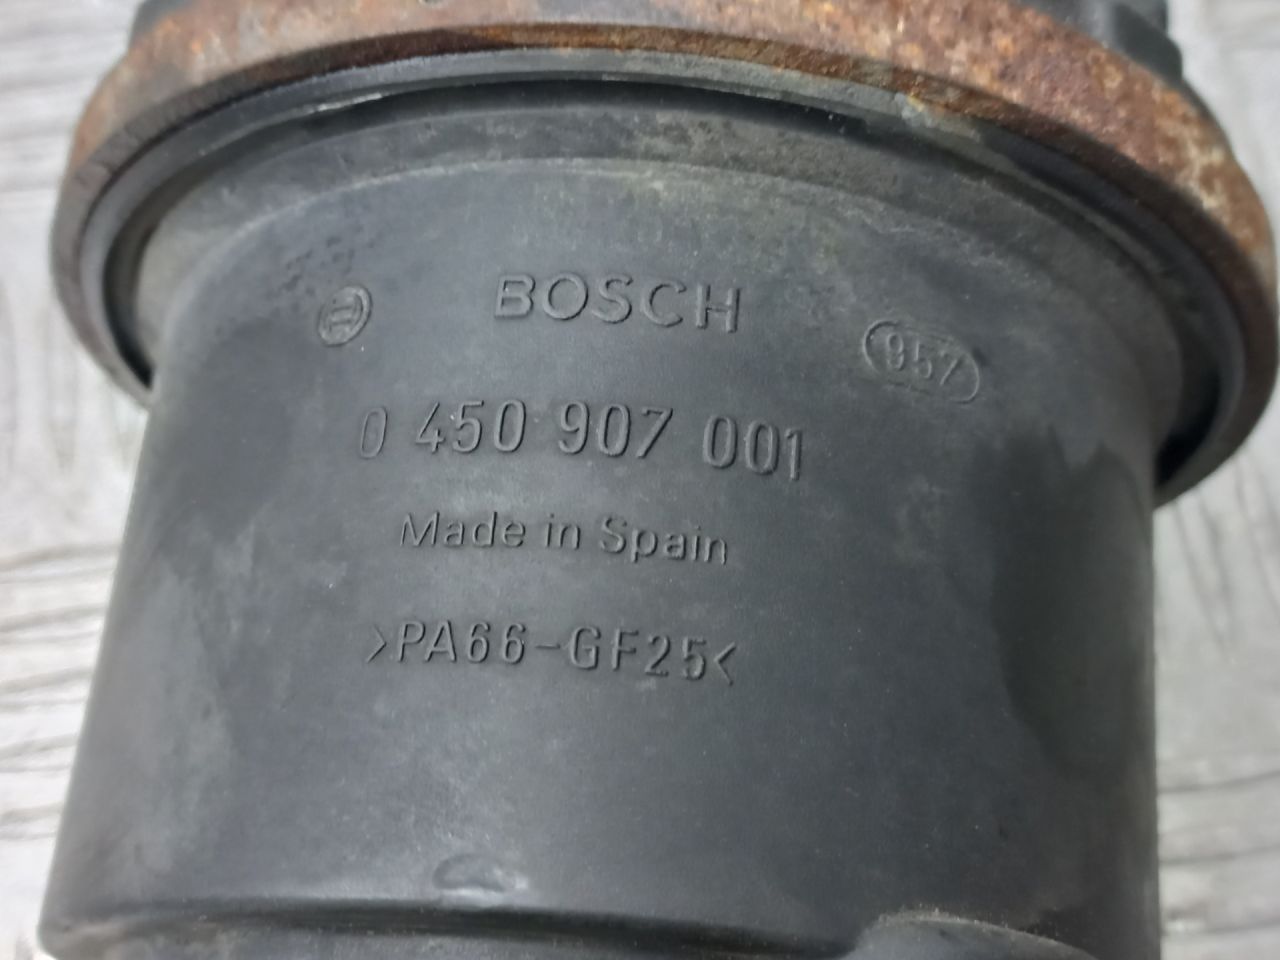 BOSCH
957
0 450 907 001
Made in Spain
>PA66-GF25<